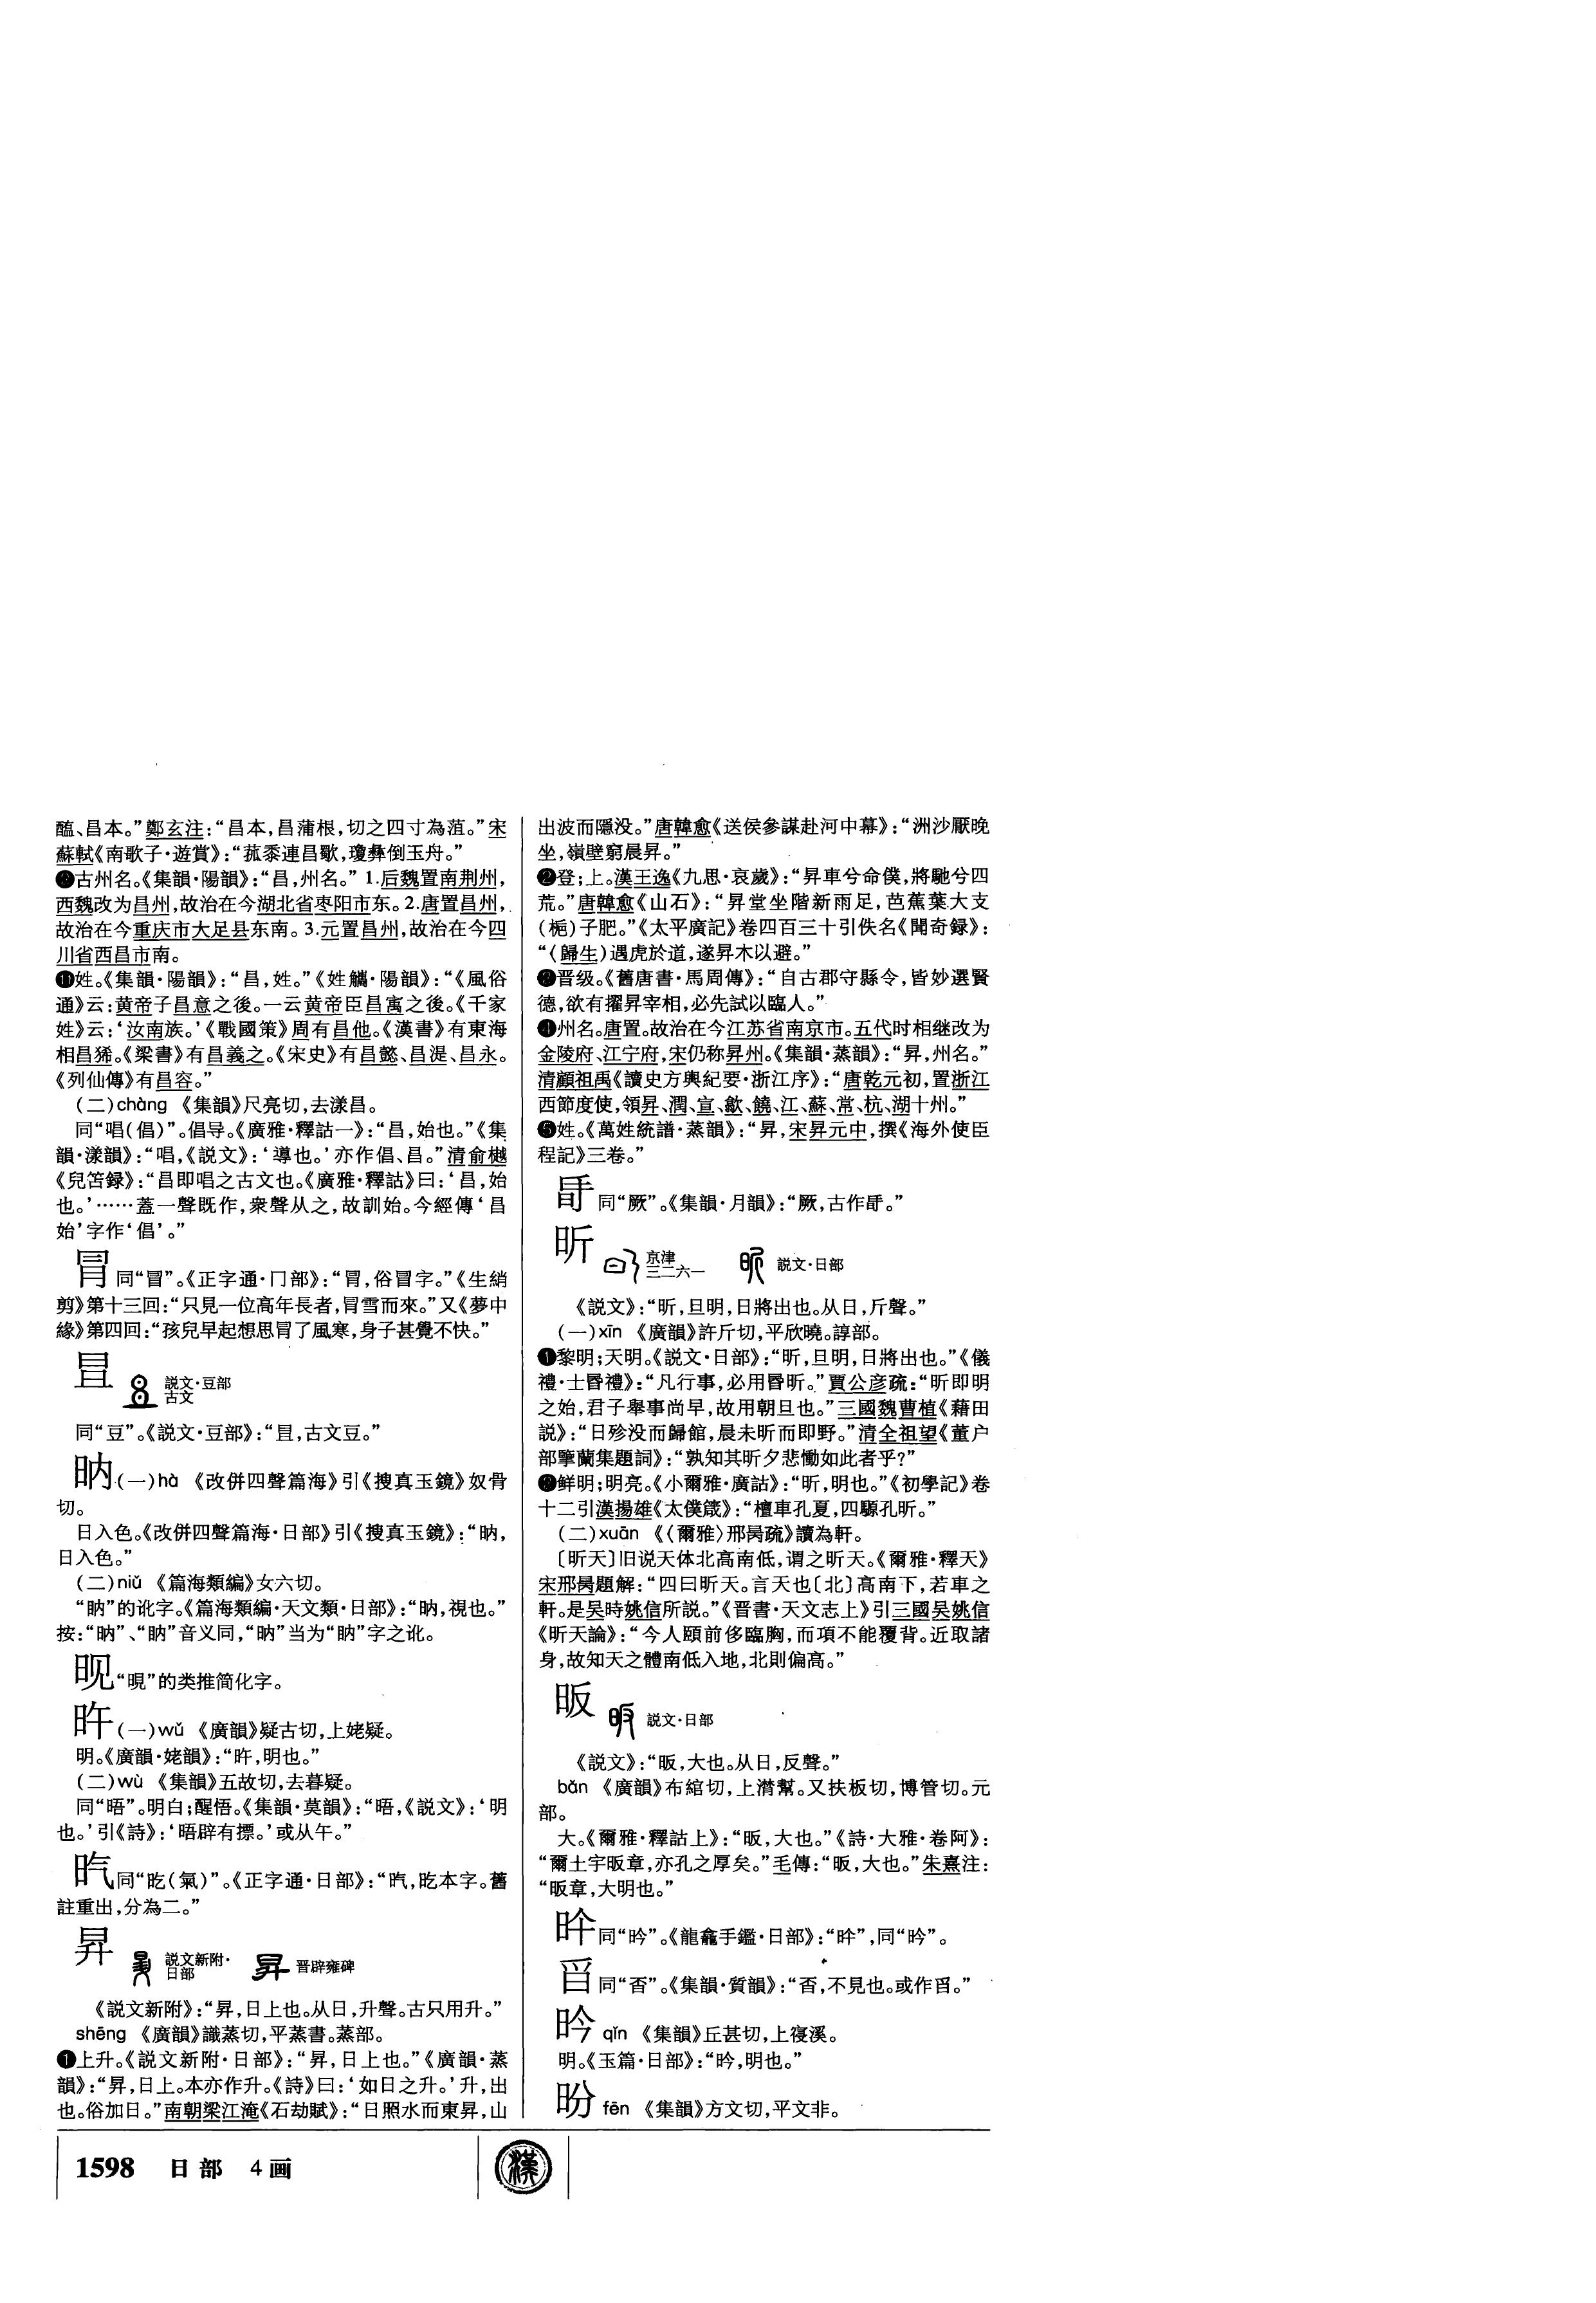 醢、昌本。”鄭玄注：“昌本，昌蒲根，切之四寸為菹。”宋
蘇軾《南歌子·遊賞》：“菰黍連昌歜，瓊彝倒玉舟。”
❿古州名。《集韻·陽韻》：“昌，州名。”1.后魏置南荆州，
西魏改为昌州，故治在今湖北省枣阳市东。2.唐置昌州，
故治在今重庆市大足县东南。3.元置昌州，故治在今四
川省西昌市南。
⓫姓。《集韻·陽韻》：“昌，姓。”《姓觿·陽韻》：“《風俗
通》云：黄帝子昌意之後。一云黄帝臣昌寓之後。《千家
姓》云：‘汝南族。’《戰國策》周有昌他。《漢書》有東海
相昌豨。《梁書》有昌義之。《宋史》有昌懿、昌湜、昌永。
《列仙傳》有昌容。”
(二)chàng 《集韻》尺亮切，去漾昌。
同“唱(倡)”。倡导。《廣雅·釋詁一》：“昌，始也。”《集
韻·漾韻》：“唱，《説文》：‘導也。’亦作倡、昌。”清俞樾
《兒笘録》：“昌即唱之古文也。《廣雅·釋詁》曰：‘昌，始
也。’……蓋一聲既作，衆聲从之，故訓始。今經傳‘昌
始’字作‘倡’。”
冐同“冒”。《正字通·冂部》：“冐，俗冒字。”《生綃
剪》第十三回：“只見一位高年長者，冐雪而來。”又《夢中
緣》第四回：“孩兒早起想思冐了風寒，身子甚覺不快。”
説文·豆部
古文
同“豆”。《説文·豆部》：“，古文豆。”
㕯(一)hà 《改併四聲篇海》引《搜真玉鏡》奴骨
切。
日入色。《改併四聲篇海·日部》引《搜真玉鏡》：“，
日入色。”
(二)niǔ 《篇海類編》女六切。
“”的讹字。《篇海類編·天文類·日部》：“，視也。”
按：“”、“”音义同，“”当为“”字之讹。
“晛”的类推简化字。
旿(一)wǔ 《廣韻》疑古切，上姥疑。
明。《廣韻·姥韻》：“旿，明也。”
(二)wù 《集韻》五故切，去暮疑。
同“晤”。明白；醒悟。《集韻·莫韻》：“晤，《説文》：‘明
也。’引《詩》：‘晤辟有摽。’或从午。”
同“(氣)”。《正字通·日部》：“，本字。舊
註重出，分為二。”
昇 説文新附·
日部 晋辟雍碑
《説文新附》：“昇，日上也。从日，升聲。古只用升。”
shēng 《廣韻》識蒸切，平蒸書。蒸部。
❶上升。《説文新附·日部》：“昇，日上也。”《廣韻·蒸
韻》：“昇，日上。本亦作升。《詩》曰：‘如日之升。’升，出
也。俗加日。”南朝梁江淹《石劫賦》：“日照水而東昇，山
出波而隱没。”唐韓愈《送侯參謀赴河中幕》：“洲沙厭晚
坐，嶺壁窮晨昇。”
❷登；上。漢王逸《九思·哀歲》：“昇車兮命僕，將馳兮四
荒。”唐韓愈《山石》：“昇堂坐階新雨足，芭蕉葉大支
(梔)子肥。”《太平廣記》卷四百三十引佚名《聞奇録》：
“(歸生)遇虎於道，遂昇木以避。”
❸晋级。《舊唐書·馬周傳》：“自古郡守縣令，皆妙選賢
德，欲有擢昇宰相，必先試以臨人。”
❹州名。唐置。故治在今江苏省南京市。五代时相继改为
金陵府、江宁府，宋仍称昇州。《集韻·蒸韻》：“昇，州名。”
清顧祖禹《讀史方輿紀要·浙江序》：“唐乾元初，置浙江
西節度使，領昇、潤、宣、歙、饒、江、蘇、常、杭、湖十州。”
❺姓。《萬姓統譜·蒸韻》：“昇，宋昇元中，撰《海外使臣
程記》三卷。”
同“厥”。《集韻·月韻》：“厥，古作。”
昕 京津
三二六一 説文·日部
《説文》：“昕，旦明，日將出也。从日，斤聲。”
(一)xīn 《廣韻》許斤切，平欣曉。諄部。
❶黎明；天明。《説文·日部》：“昕，旦明，日將出也。”《儀
禮·士昬禮》：“凡行事，必用昬昕。”賈公彦疏：“昕即明
之始，君子舉事尚早，故用朝旦也。”三國魏曹植《藉田
説》：“日殄没而歸館，晨未昕而即野。”清全祖望《董户
部擥蘭集題詞》：“孰知其昕夕悲慟如此者乎？”
❷鲜明；明亮。《小爾雅·廣詁》：“昕，明也。”《初學記》卷
十二引漢揚雄《太僕箴》：“檀車孔夏，四騵孔昕。”
(二)xuān 《〈爾雅〉邢昺疏》讀為軒。
〔昕天〕旧说天体北高南低，谓之昕天。《爾雅·釋天》
宋邢昺題解：“四曰昕天。言天也〔北〕高南下，若車之
軒。是吴時姚信所説。”《晋書·天文志上》引三國吴姚信
《昕天論》：“今人頤前侈臨胸，而項不能覆背。近取諸
身，故知天之體南低入地，北則偏高。”
昄 説文·日部
《説文》：“昄，大也。从日，反聲。”
bǎn 《廣韻》布綰切，上潸幫。又扶板切，博管切。元
部。
大。《爾雅·釋詁上》：“昄，大也。”《詩·大雅·卷阿》：
“爾土宇昄章，亦孔之厚矣。”毛傳：“昄，大也。”朱熹注：
“昄章，大明也。”
同“昑”。《龍龕手鑑·日部》：“”，同“昑”。
同“𣅔”。《集韻·質韻》：“，不見也。或作。”
昑 qǐn 《集韻》丘甚切，上寑溪。
明。《玉篇·日部》：“昑，明也。”
昐 fēn 《集韻》方文切，平文非。
1598 日部 4画
漢